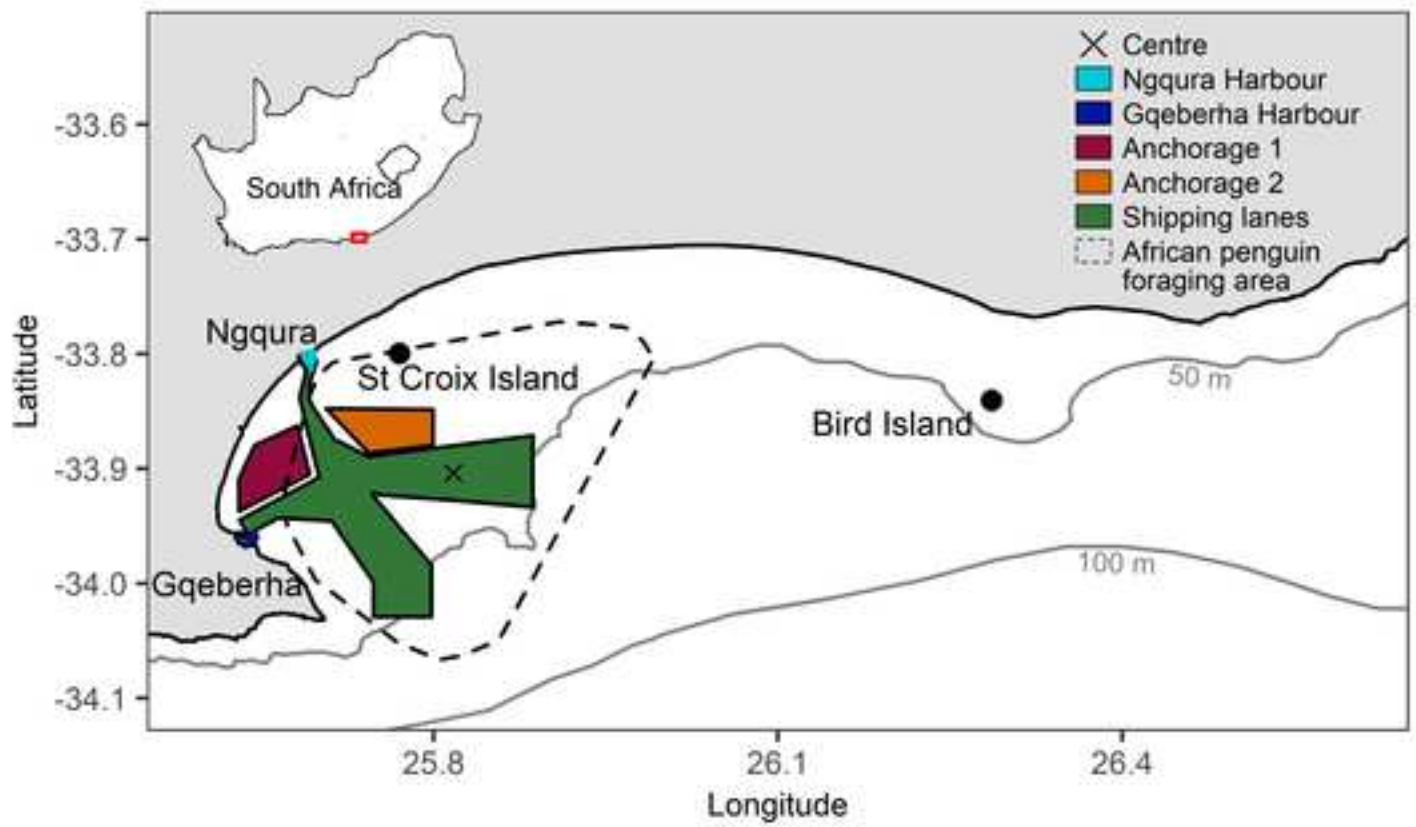 Centre
Ngqura Harbour
Gqeberha Harbour
Anchorage 1
Anchorage 2
Shipping lanes
African penguin
foraging area
South Africa
-33.6
-33.7
-33.8
-33.9
-34.0
-34.1
Latitude
Ngqura
St Croix Island
Bird Island
50 m
100 m
Gqeberha
25.8
26.1
26.4
Longitude